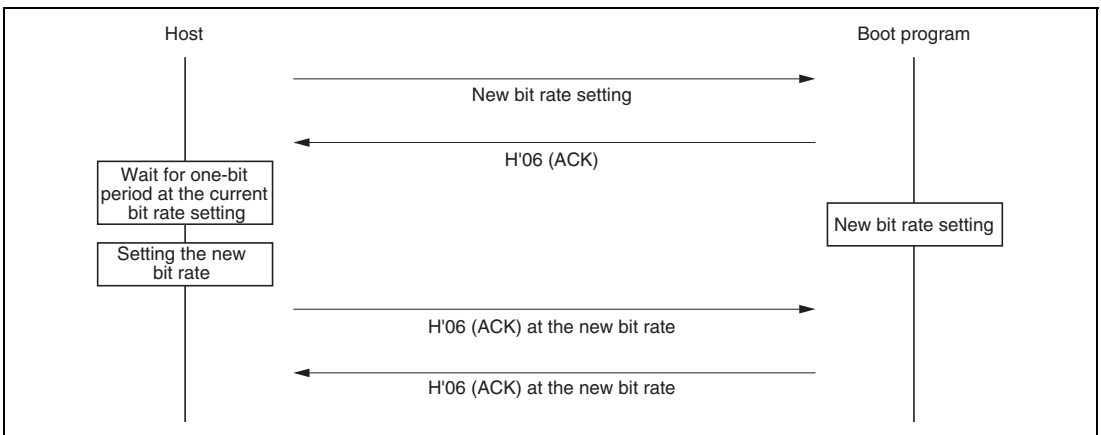 Host
Boot program
New bit rate setting
H'06 (ACK)
Wait for one-bit
period at the current
bit rate setting
New bit rate setting
Setting the new
bit rate
H'06 (ACK) at the new bit rate
H'06 (ACK) at the new bit rate